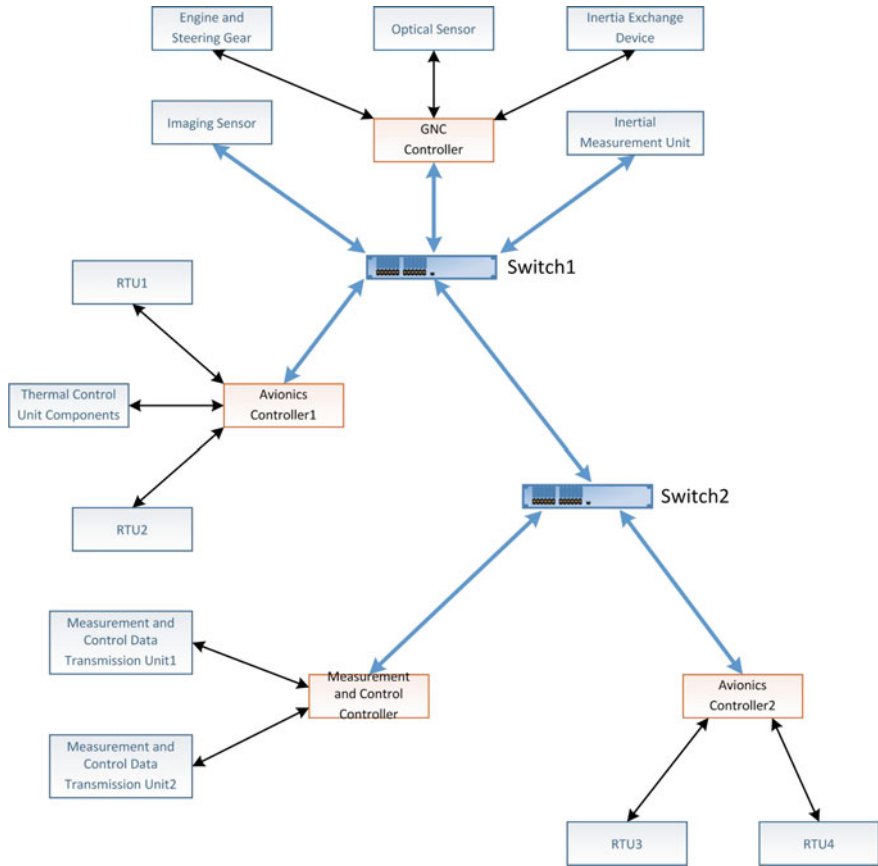 Engine and
Steering Gear
Optical Sensor
Inertia Exchange
Device
Imaging Sensor
GNC
Controller
Inertial
Measurement Unit
Switch1
RTU1
Thermal Control
Unit Components
Avionics
Controller1
RTU2
Switch2
Measurement and
Control Data
Transmission Unit1
Measurement
and Control
Controller
Avionics
Controller2
Measurement and
Control Data
Transmission Unit2
RTU3
RTU4